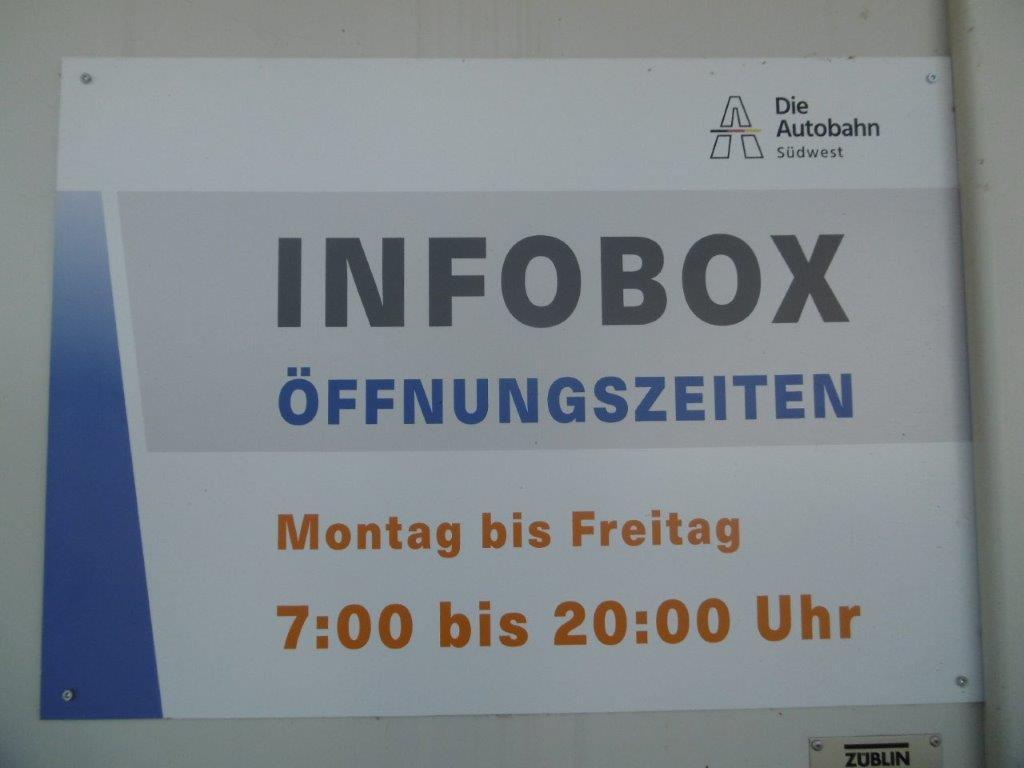 Die
Autobahn
Südwest
INFOBOX
ÖFFNUNGSZEITEN
Montag bis Freitag
7:00 bis 20:00 Uhr
ZÜBLIN